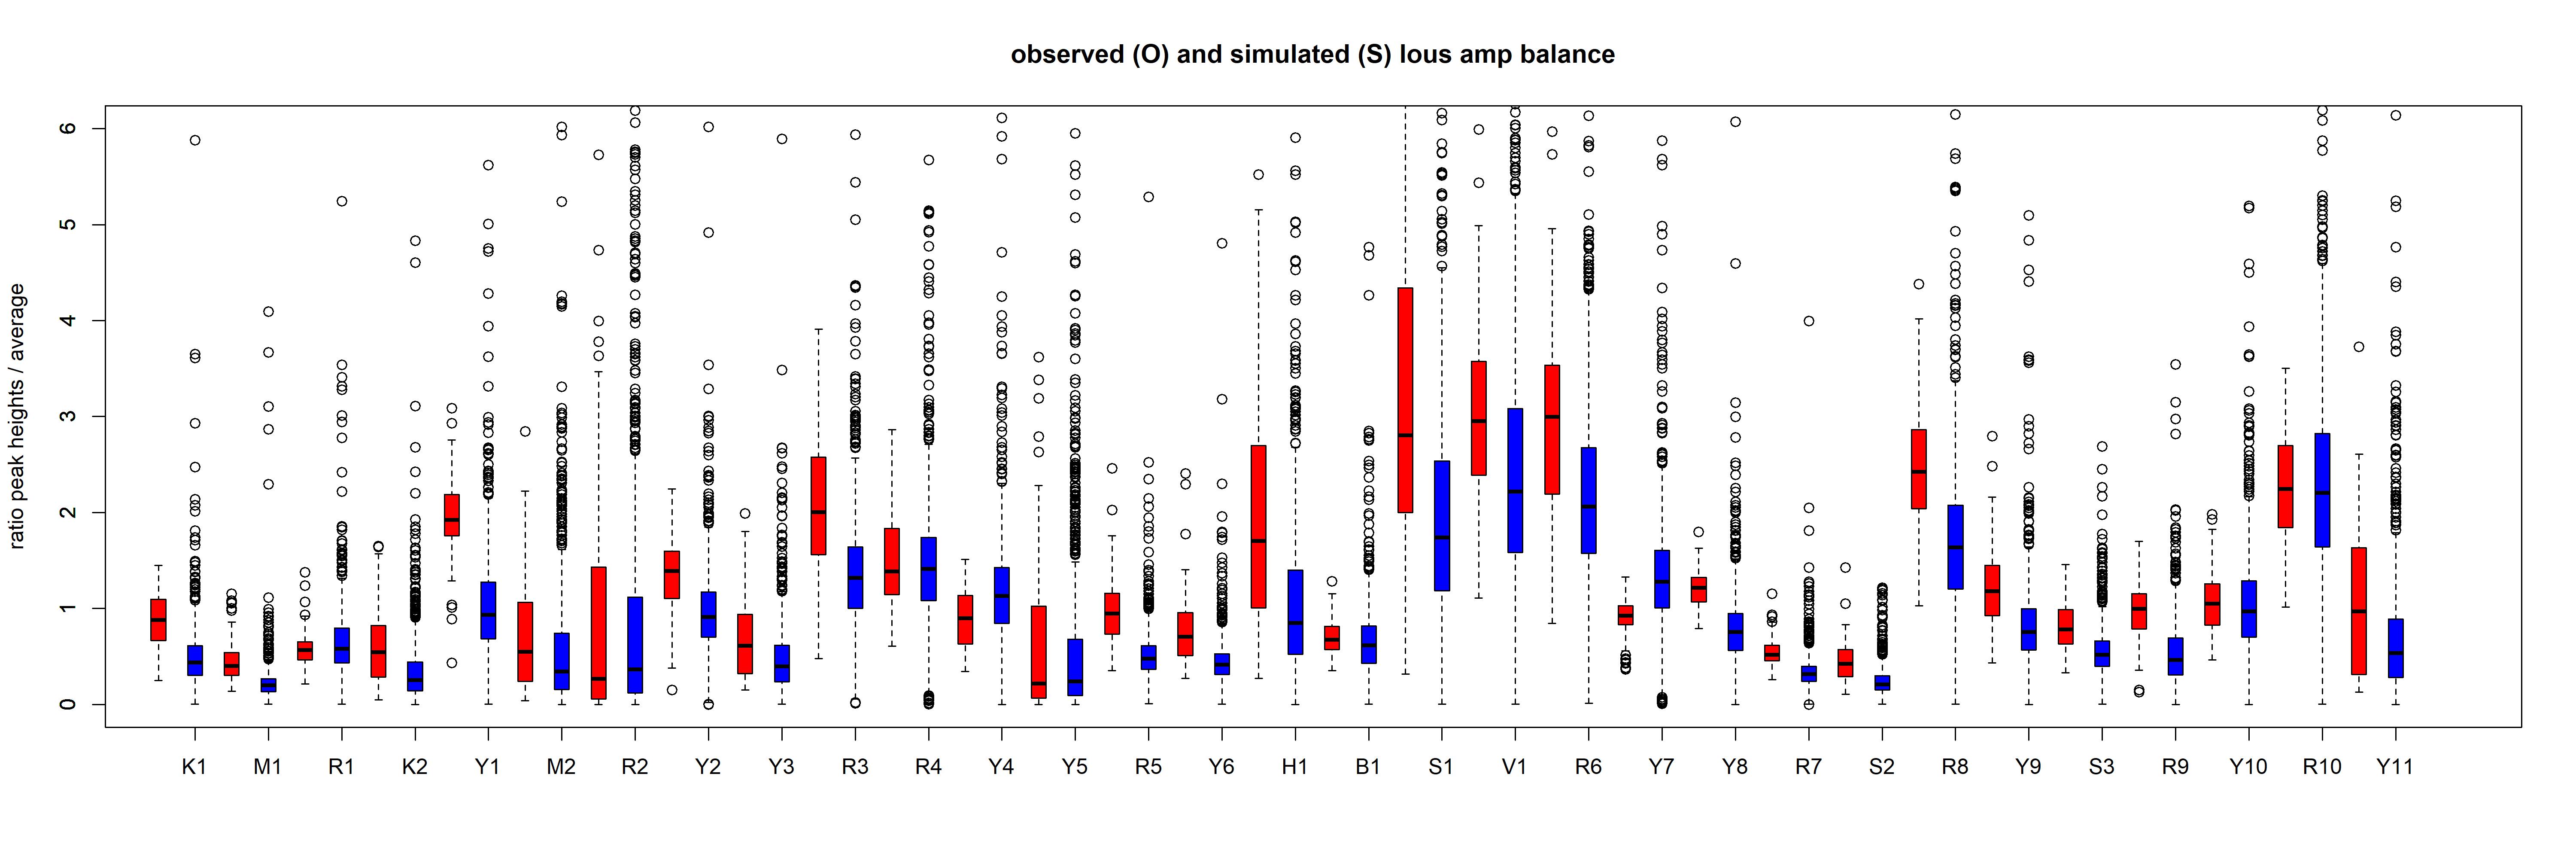 observed (O) and simulated (S) lous amp balance
ratio peak heights / average
6
5
4
3
2
1
0
K1 M1 R1 K2 Y1 M2 R2 Y2 Y3 R3 R4 Y4 Y5 R5 Y6 H1 B1 S1 V1 R6 Y7 Y8 R7 S2 R8 Y9 S3 R9 Y10 R10 Y11